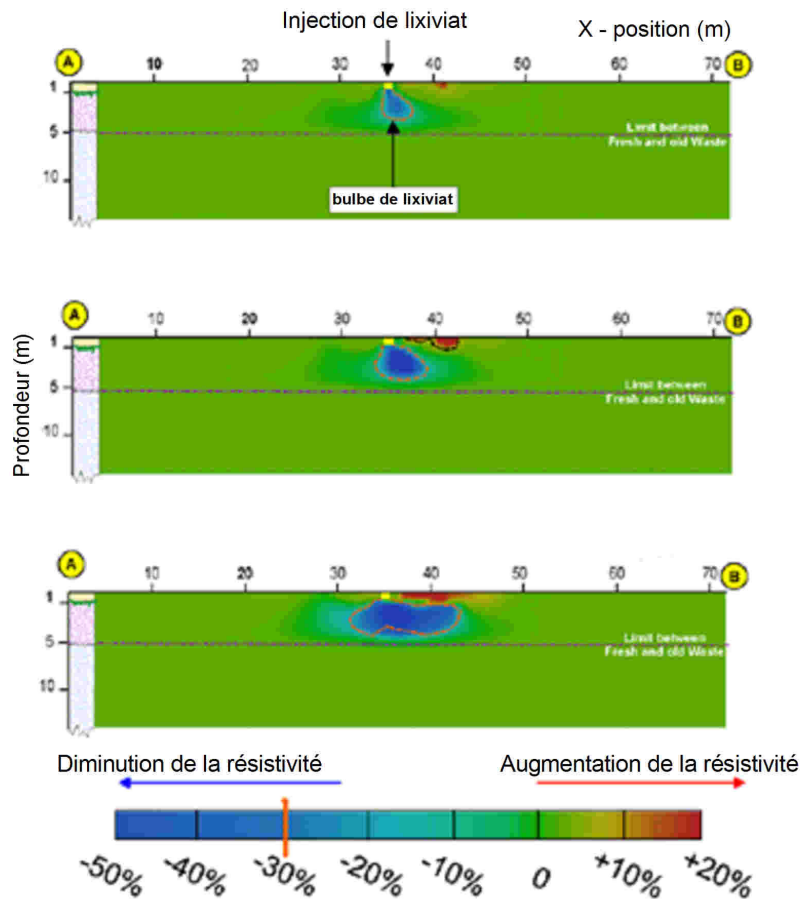 Injection de lixiviat
X - position (m)
A 10 20 30 40 50 60 70 B
1
5
10
Limit between
Fresh and old Waste
bulbe de lixiviat
A 10 20 30 40 50 60 70 B
Profondeur (m)
1
5
10
Limit between
Fresh and old Waste
A 10 20 30 40 50 60 70 B
1
5
10
Limit between
Fresh and old Waste
Diminution de la résistivité
Augmentation de la résistivité
-50% -40% -30% -20% -10% 0 +10% +20%